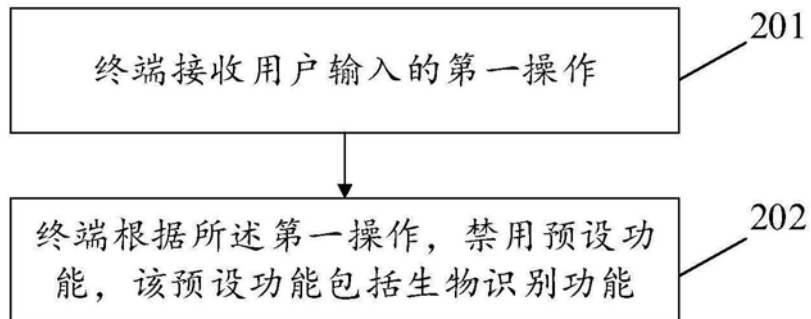 终端接收用户输入的第一操作
201
终端根据所述第一操作，禁用预设功
能，该预设功能包括生物识别功能
202